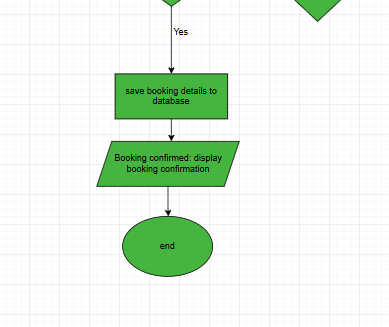 Yes
save booking details to
database
Booking confirmed: display
booking confirmation
end